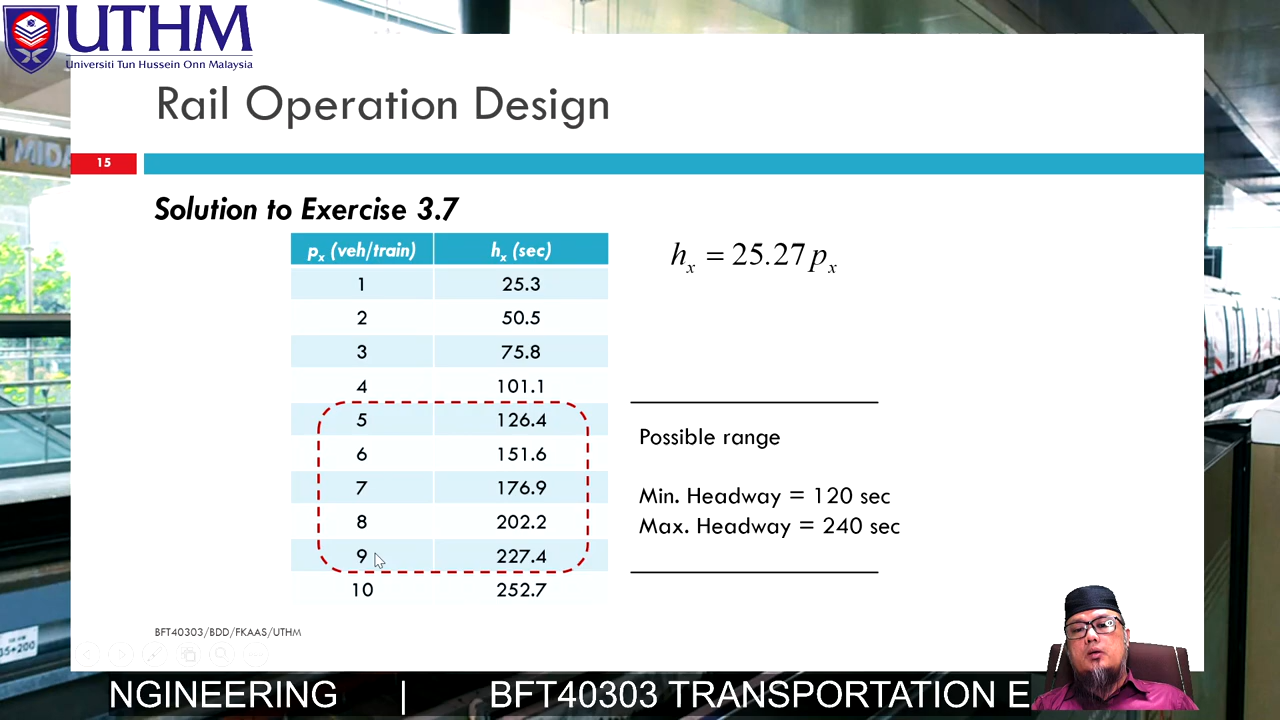 UTHM
Universiti Tun Hussein Onn Malaysia
Rail Operation Design
15
Solution to Exercise 3.7
px (veh/train) hx (sec)
1 25.3
2 50.5
3 75.8
4 101.1
5 126.4
6 151.6
7 176.9
8 202.2
9 227.4
10 252.7
hx = 25.27 px
Possible range
Min. Headway = 120 sec
Max. Headway = 240 sec
BFT40303/BDD/FKAAS/UTHM
NGINEERING | BFT40303 TRANSPORTATION E